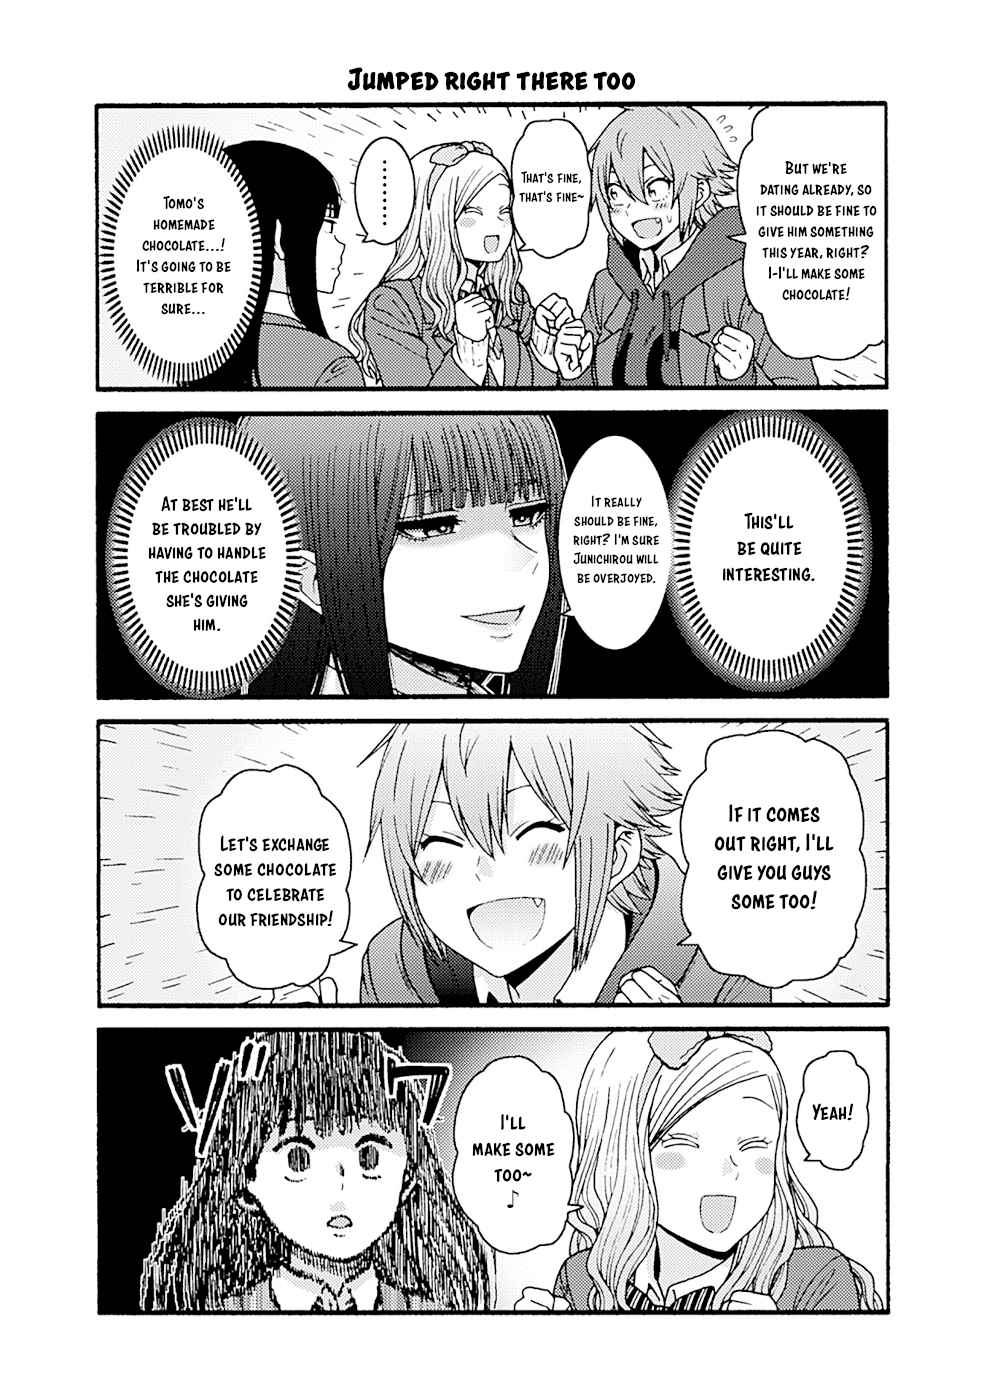 JUMPED RIGHT THERE TOO
BUT WE'RE
DATING ALREADY, SO
IT SHOULD BE FINE TO
GIVE HIM SOMETHING
THIS YEAR, RIGHT?
I-I'LL MAKE SOME
CHOCOLATE!
THAT'S FINE,
THAT'S FINE~
........
TOMO'S
HOMEMADE
CHOCOLATE...!
IT'S GOING TO BE
TERRIBLE FOR
SURE...
THIS'LL
BE QUITE
INTERESTING.
IT REALLY
SHOULD BE FINE,
RIGHT? I'M SURE
JUNICHIROU WILL
BE OVERJOYED.
AT BEST HE'LL
BE TROUBLED BY
HAVING TO HANDLE
THE CHOCOLATE
SHE'S GIVING
HIM.
IF IT COMES
OUT RIGHT, I'LL
GIVE YOU GUYS
SOME TOO!
LET'S EXCHANGE
SOME CHOCOLATE
TO CELEBRATE
OUR FRIENDSHIP!
YEAH!
I'LL
MAKE SOME
TOO~
♪
ゾワ